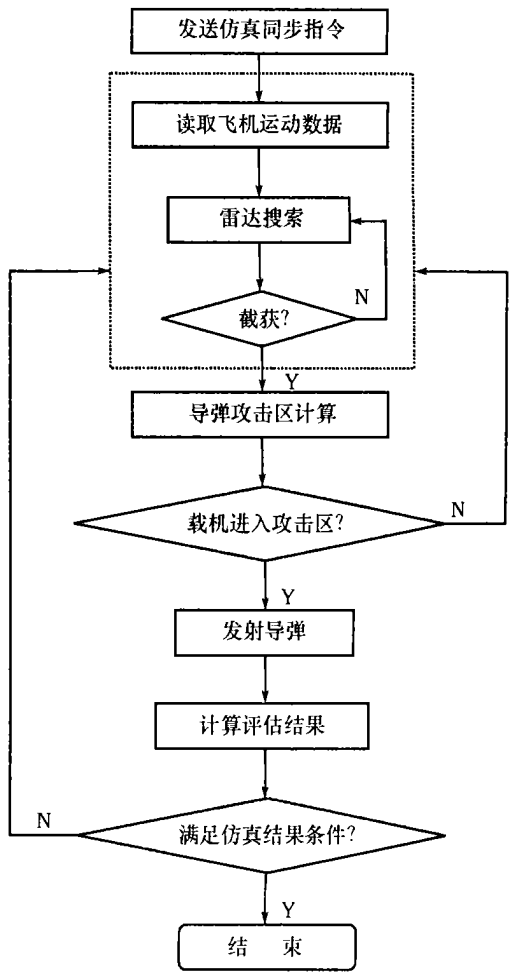 发送仿真同步指令
读取飞机运动数据
雷达搜索
N
截获?
Y
导弹攻击区计算
N
载机进入攻击区?
Y
发射导弹
计算评估结果
N
满足仿真结果条件?
Y
结 束